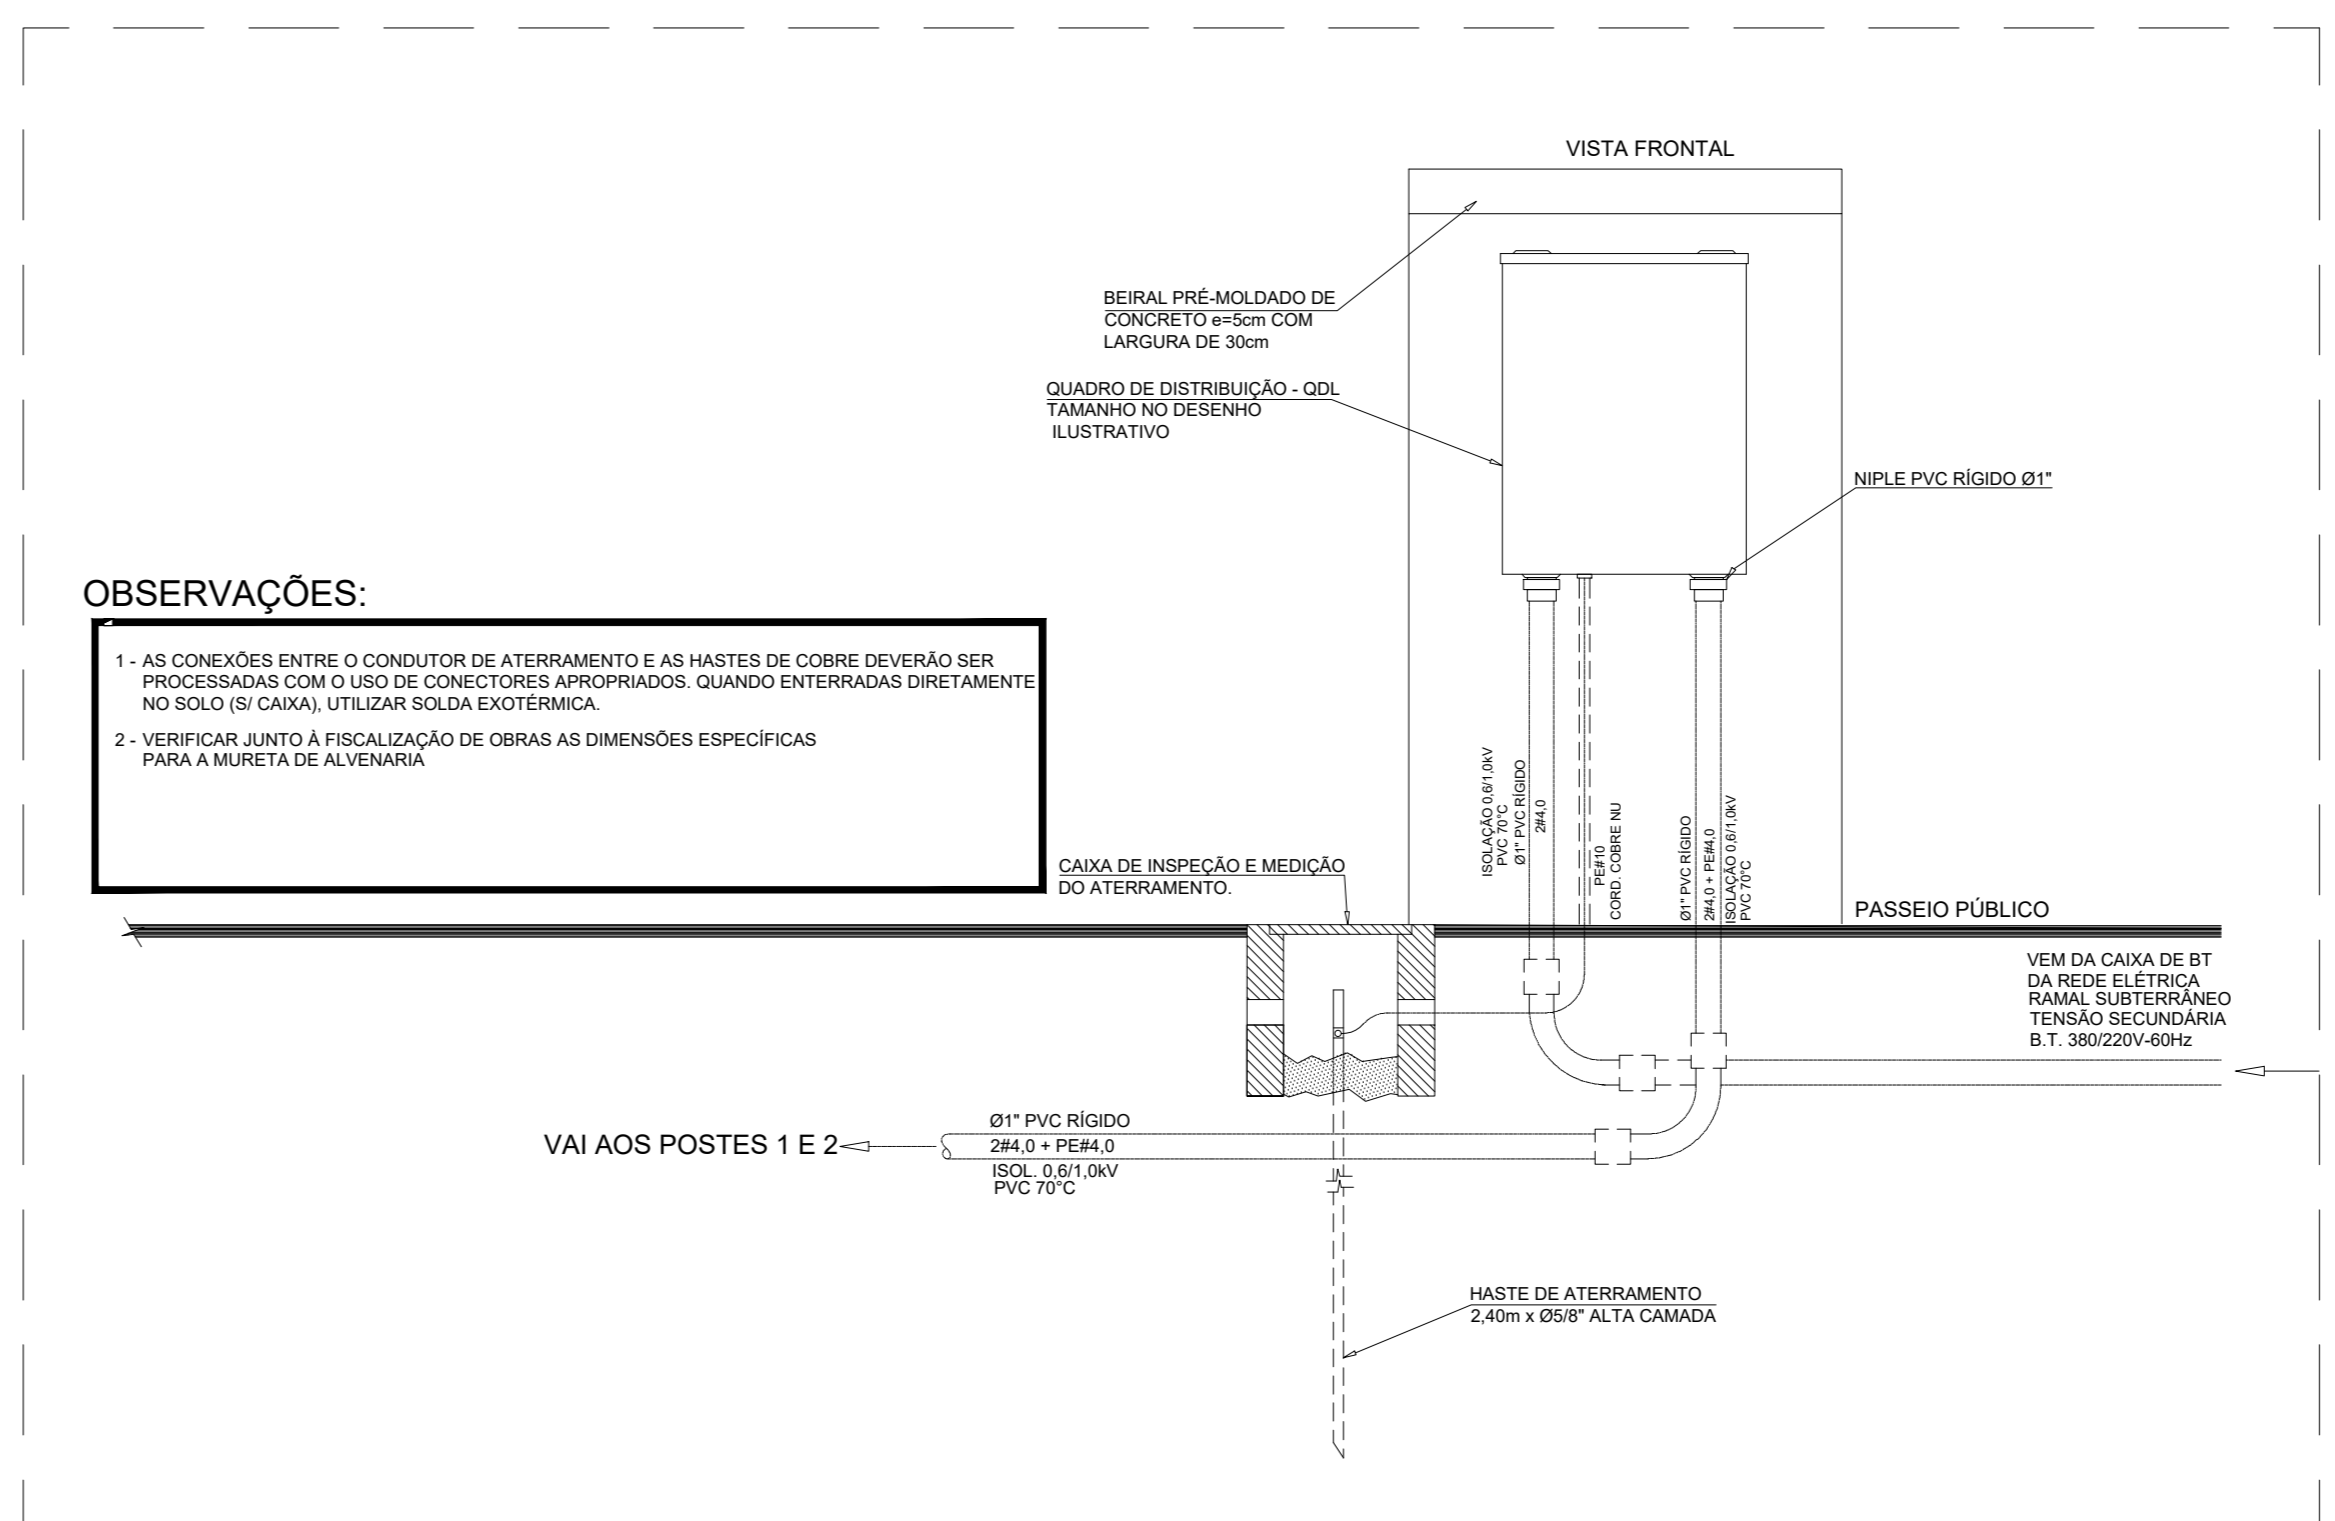 VISTA FRONTAL
BEIRAL PRÉ-MOLDADO DE
CONCRETO e=5cm COM
LARGURA DE 30cm
QUADRO DE DISTRIBUIÇÃO - QDL
TAMANHO NO DESENHO
ILUSTRATIVO
NIPLE PVC RÍGIDO Ø1"
OBSERVAÇÕES:
1 - AS CONEXÕES ENTRE O CONDUTOR DE ATERRAMENTO E AS HASTES DE COBRE DEVERÃO SER
PROCESSADAS COM O USO DE CONECTORES APROPRIADOS. QUANDO ENTERRADAS DIRETAMENTE
NO SOLO (S/ CAIXA), UTILIZAR SOLDA EXOTÉRMICA.
2 - VERIFICAR JUNTO À FISCALIZAÇÃO DE OBRAS AS DIMENSÕES ESPECÍFICAS
PARA A MURETA DE ALVENARIA
ISOLAÇÃO 0,6/1,0kV
PVC 70°C
Ø1" PVC RÍGIDO
2#4,0
PE#10
CORD. COBRE NU
Ø1" PVC RÍGIDO
2#4,0 + PE#4,0
ISOLAÇÃO 0,6/1,0kV
PVC 70°C
CAIXA DE INSPEÇÃO E MEDIÇÃO
DO ATERRAMENTO.
PASSEIO PÚBLICO
VEM DA CAIXA DE BT
DA REDE ELÉTRICA
RAMAL SUBTERRÂNEO
TENSÃO SECUNDÁRIA
B.T. 380/220V-60Hz
VAI AOS POSTES 1 E 2
Ø1" PVC RÍGIDO
2#4,0 + PE#4,0
ISOL. 0,6/1,0kV
PVC 70°C
HASTE DE ATERRAMENTO
2,40m x Ø5/8" ALTA CAMADA